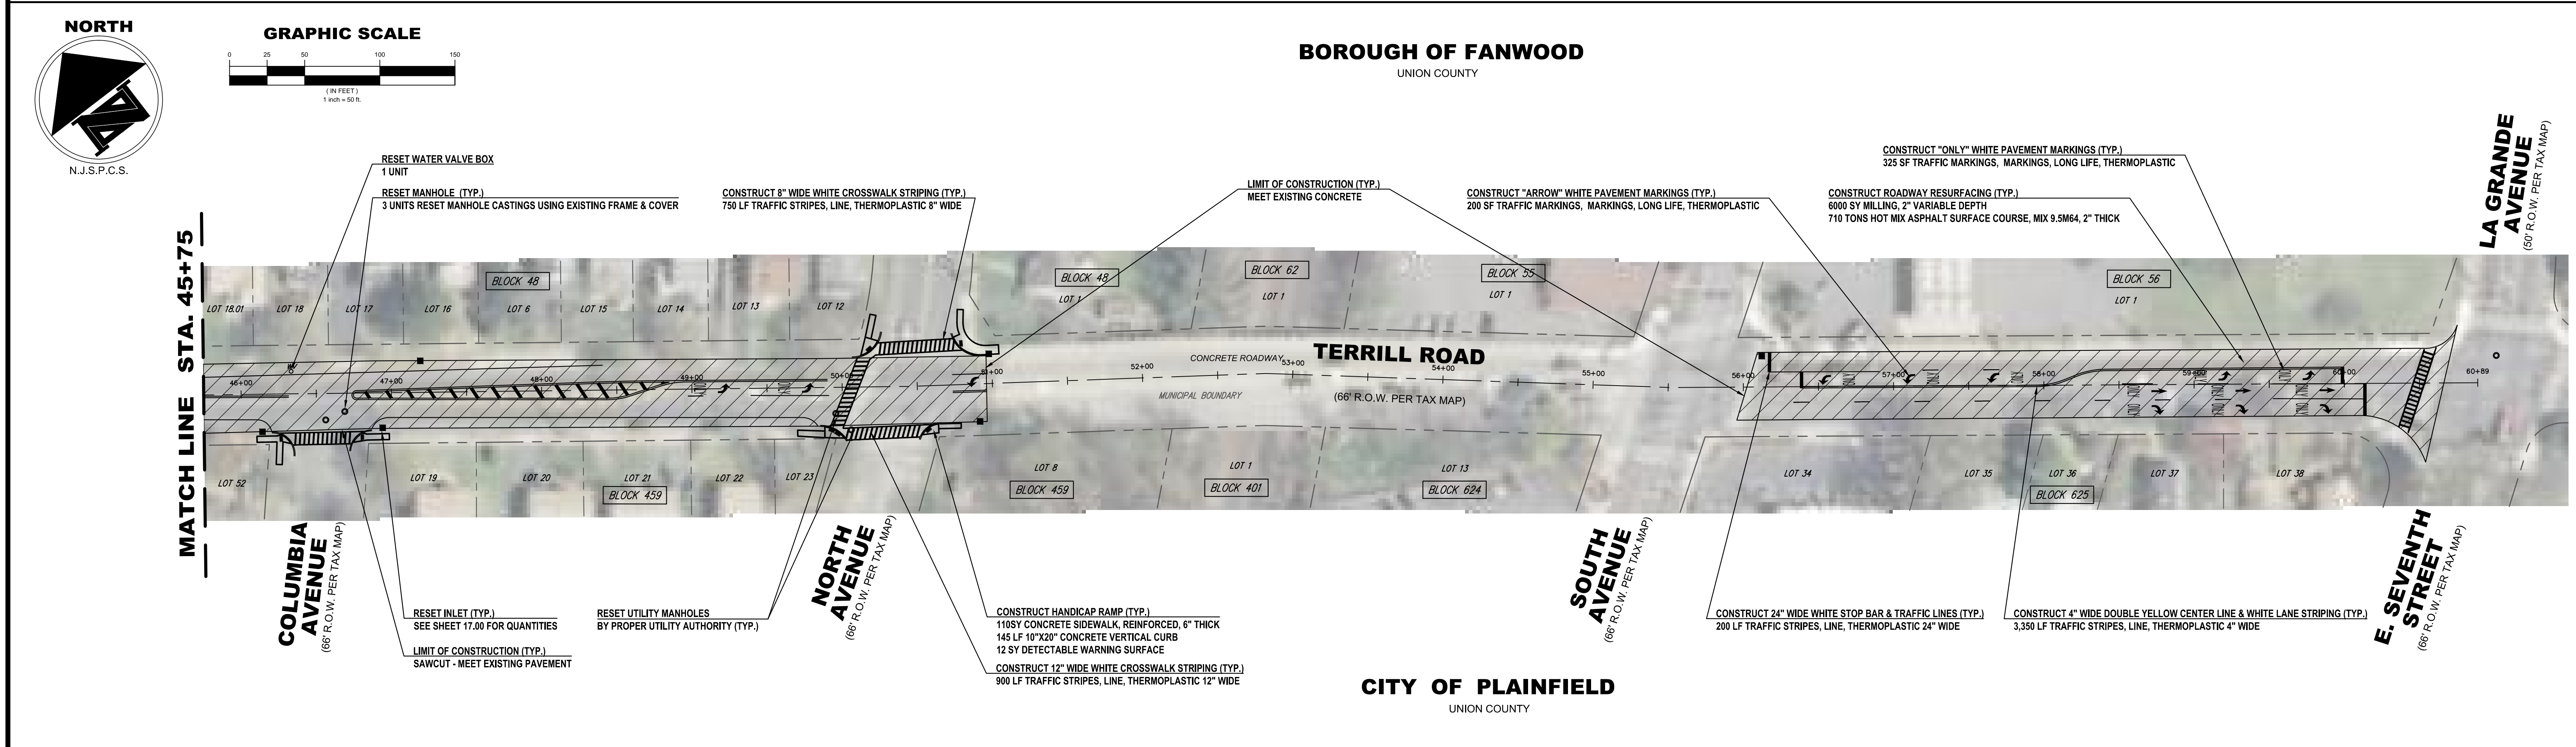 NORTH
N.J.S.P.C.S.
GRAPHIC SCALE
0 25 50 100 150
( IN FEET )
1 inch = 50 ft.
BOROUGH OF FANWOOD
UNION COUNTY
RESET WATER VALVE BOX
1 UNIT
RESET MANHOLE (TYP.)
3 UNITS RESET MANHOLE CASTINGS USING EXISTING FRAME & COVER
CONSTRUCT 8" WIDE WHITE CROSSWALK STRIPING (TYP.)
750 LF TRAFFIC STRIPES, LINE, THERMOPLASTIC 8" WIDE
LIMIT OF CONSTRUCTION (TYP.)
MEET EXISTING CONCRETE
CONSTRUCT "ARROW" WHITE PAVEMENT MARKINGS (TYP.)
200 SF TRAFFIC MARKINGS, MARKINGS, LONG LIFE, THERMOPLASTIC
CONSTRUCT "ONLY" WHITE PAVEMENT MARKINGS (TYP.)
325 SF TRAFFIC MARKINGS, MARKINGS, LONG LIFE, THERMOPLASTIC
CONSTRUCT ROADWAY RESURFACING (TYP.)
6000 SY MILLING, 2" VARIABLE DEPTH
710 TONS HOT MIX ASPHALT SURFACE COURSE, MIX 9.5M64, 2" THICK
LA GRANDE
AVENUE
(50' R.O.W. PER TAX MAP)
MATCH LINE STA. 45+75
BLOCK 48
LOT 18.01
LOT 18
LOT 17
LOT 16
LOT 6
LOT 15
LOT 14
LOT 13
LOT 12
BLOCK 48
LOT 1
BLOCK 62
LOT 1
BLOCK 55
LOT 1
BLOCK 56
LOT 1
46+00
47+00
48+00
49+00
50+00
51+00
52+00
53+00
54+00
55+00
56+00
57+00
58+00
59+00
60+00
60+89
ONLY
ONLY
ONLY
ONLY
ONLY
ONLY
ONLY
ONLY
ONLY
ONLY
ONLY
ONLY
CONCRETE ROADWAY
TERRILL ROAD
MUNICIPAL BOUNDARY
(66' R.O.W. PER TAX MAP)
LOT 52
LOT 19
LOT 20
LOT 21
BLOCK 459
LOT 22
LOT 23
LOT 8
BLOCK 459
LOT 1
BLOCK 401
LOT 13
BLOCK 624
LOT 34
LOT 35
LOT 36
BLOCK 625
LOT 37
LOT 38
COLUMBIA
AVENUE
(66' R.O.W. PER TAX MAP)
NORTH
AVENUE
(66' R.O.W. PER TAX MAP)
SOUTH
AVENUE
(66' R.O.W. PER TAX MAP)
E. SEVENTH
STREET
(66' R.O.W. PER TAX MAP)
RESET INLET (TYP.)
SEE SHEET 17.00 FOR QUANTITIES
LIMIT OF CONSTRUCTION (TYP.)
SAWCUT - MEET EXISTING PAVEMENT
RESET UTILITY MANHOLES
BY PROPER UTILITY AUTHORITY (TYP.)
CONSTRUCT HANDICAP RAMP (TYP.)
110SY CONCRETE SIDEWALK, REINFORCED, 6" THICK
145 LF 10"X20" CONCRETE VERTICAL CURB
12 SY DETECTABLE WARNING SURFACE
CONSTRUCT 12" WIDE WHITE CROSSWALK STRIPING (TYP.)
900 LF TRAFFIC STRIPES, LINE, THERMOPLASTIC 12" WIDE
CONSTRUCT 24" WIDE WHITE STOP BAR & TRAFFIC LINES (TYP.)
200 LF TRAFFIC STRIPES, LINE, THERMOPLASTIC 24" WIDE
CONSTRUCT 4" WIDE DOUBLE YELLOW CENTER LINE & WHITE LANE STRIPING (TYP.)
3,350 LF TRAFFIC STRIPES, LINE, THERMOPLASTIC 4" WIDE
CITY OF PLAINFIELD
UNION COUNTY